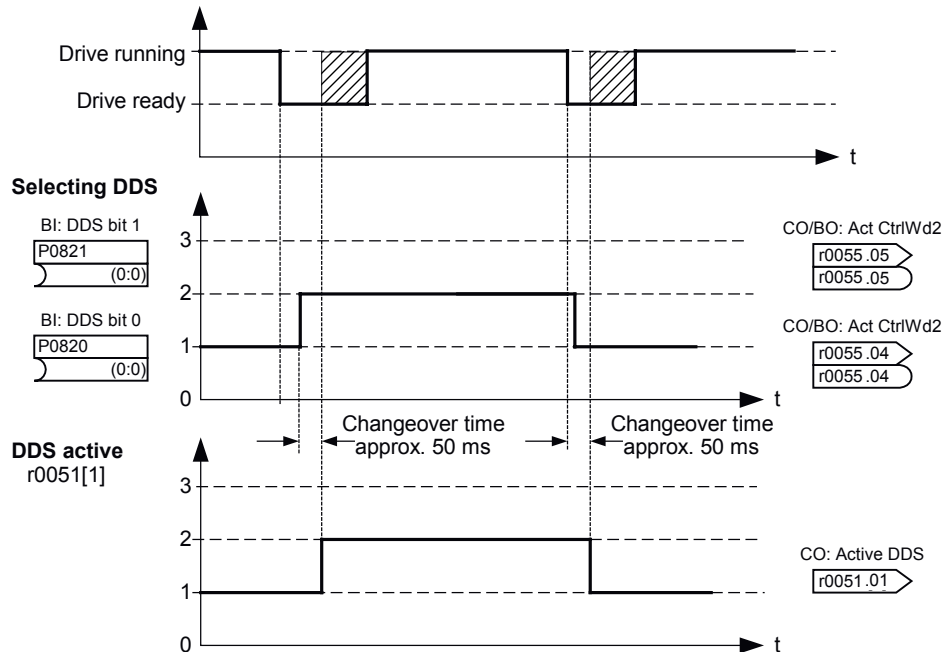 Drive running
Drive ready
t
Selecting DDS
BI: DDS bit 1
P0821
(0:0)
BI: DDS bit 0
P0820
(0:0)
3
2
1
0
t
CO/BO: Act CtrlWd2
r0055 .05
r0055 .05
CO/BO: Act CtrlWd2
r0055 .04
r0055 .04
Changeover time
approx. 50 ms
Changeover time
approx. 50 ms
DDS active
r0051[1]
3
2
1
0
t
CO: Active DDS
r0051 .01